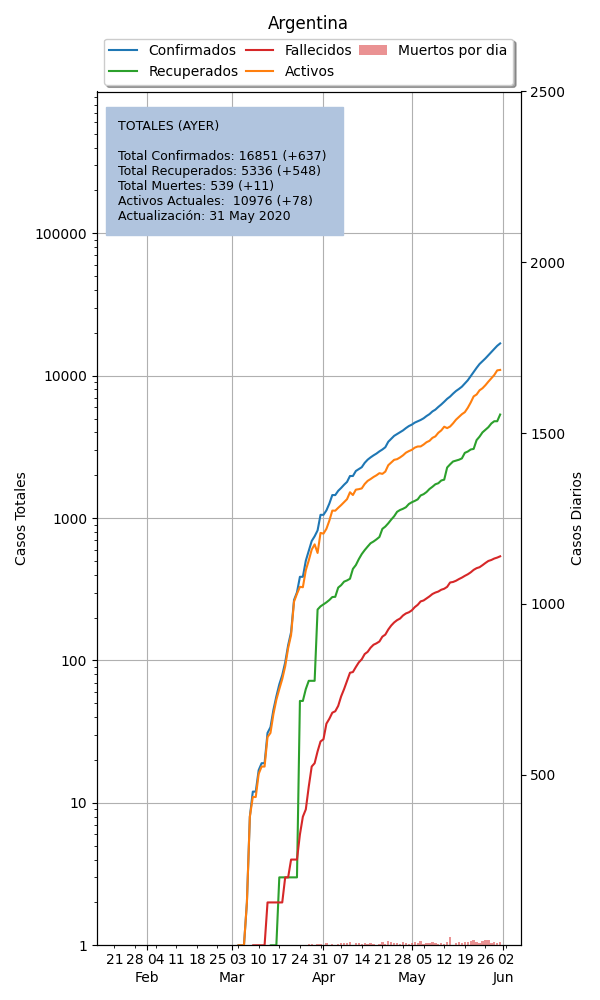 Argentina
Confirmados
Fallecidos
Muertos por dia
Recuperados
Activos
TOTALES (AYER)
Total Confirmados: 16851 (+637)
Total Recuperados: 5336 (+548)
Total Muertes: 539 (+11)
Activos Actuales:  10976 (+78)
Actualización: 31 May 2020
100000
10000
1000
100
10
1
Casos Totales
2500
2000
1500
1000
500
Casos Diarios
21 28 04 11 18 25 03 10 17 24 31 07 14 21 28 05 12 19 26 02
Feb Mar Apr May Jun